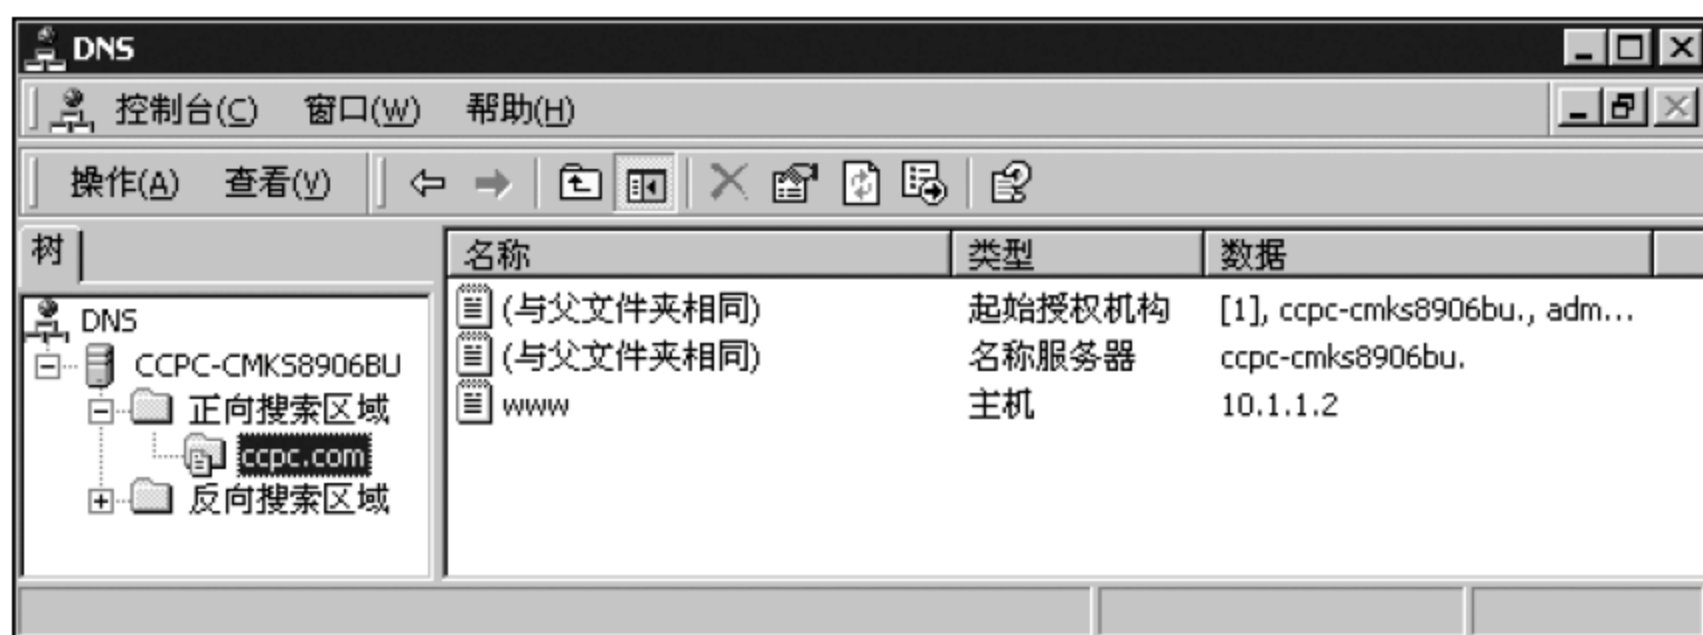 DNS
控制台(C) 窗口(W) 帮助(H)
操作(A) 查看(V)
树
DNS
CCPC-CMKS8906BU
正向搜索区域
ccpc.com
反向搜索区域
名称 类型 数据
(与父文件夹相同) 起始授权机构 [1], ccpc-cmks8906bu., adm...
(与父文件夹相同) 名称服务器 ccpc-cmks8906bu.
www 主机 10.1.1.2